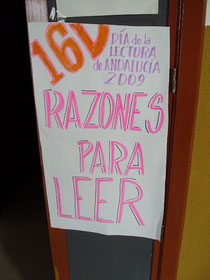 16D
DÍA de la
LECTURA
de ANDALUCÍA
2009
RAZONES
PARA
LEER